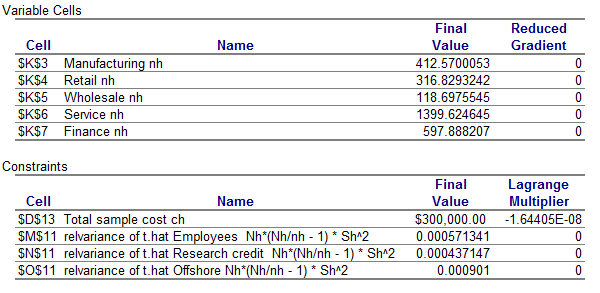 Variable Cells
Final Reduced
Cell Name Value Gradient
$K$3 Manufacturing nh 412.5700053 0
$K$4 Retail nh 316.8293242 0
$K$5 Wholesale nh 118.6975545 0
$K$6 Service nh 1399.624645 0
$K$7 Finance nh 597.888207 0
Constraints
Final Lagrange
Cell Name Value Multiplier
$D$13 Total sample cost ch $300,000.00 -1.64405E-08
$M$11 relvariance of t.hat Employees Nh*(Nh/nh - 1) * Sh^2 0.000571341 0
$N$11 relvariance of t.hat Research credit Nh*(Nh/nh - 1) * Sh^2 0.000437147 0
$O$11 relvariance of t.hat Offshore Nh*(Nh/nh - 1) * Sh^2 0.000901 0